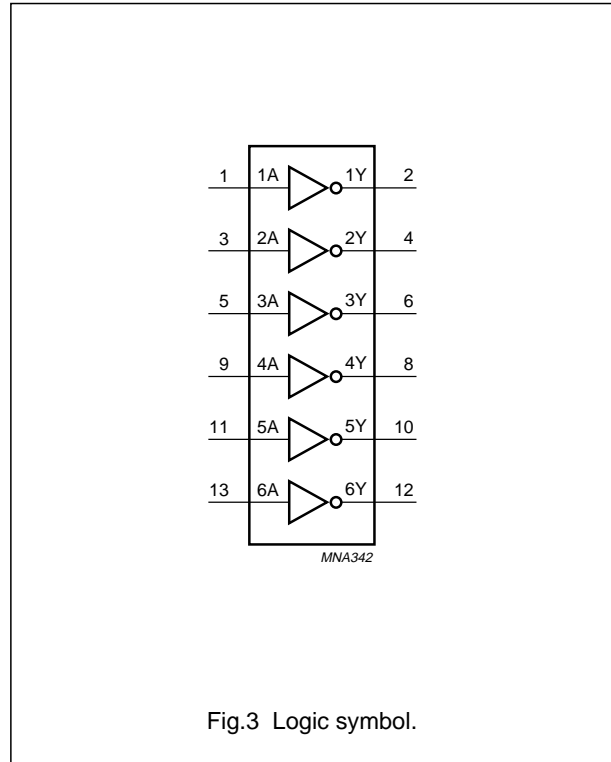 1 1A 1Y 2
3 2A 2Y 4
5 3A 3Y 6
9 4A 4Y 8
11 5A 5Y 10
13 6A 6Y 12
MNA342
Fig.3 Logic symbol.